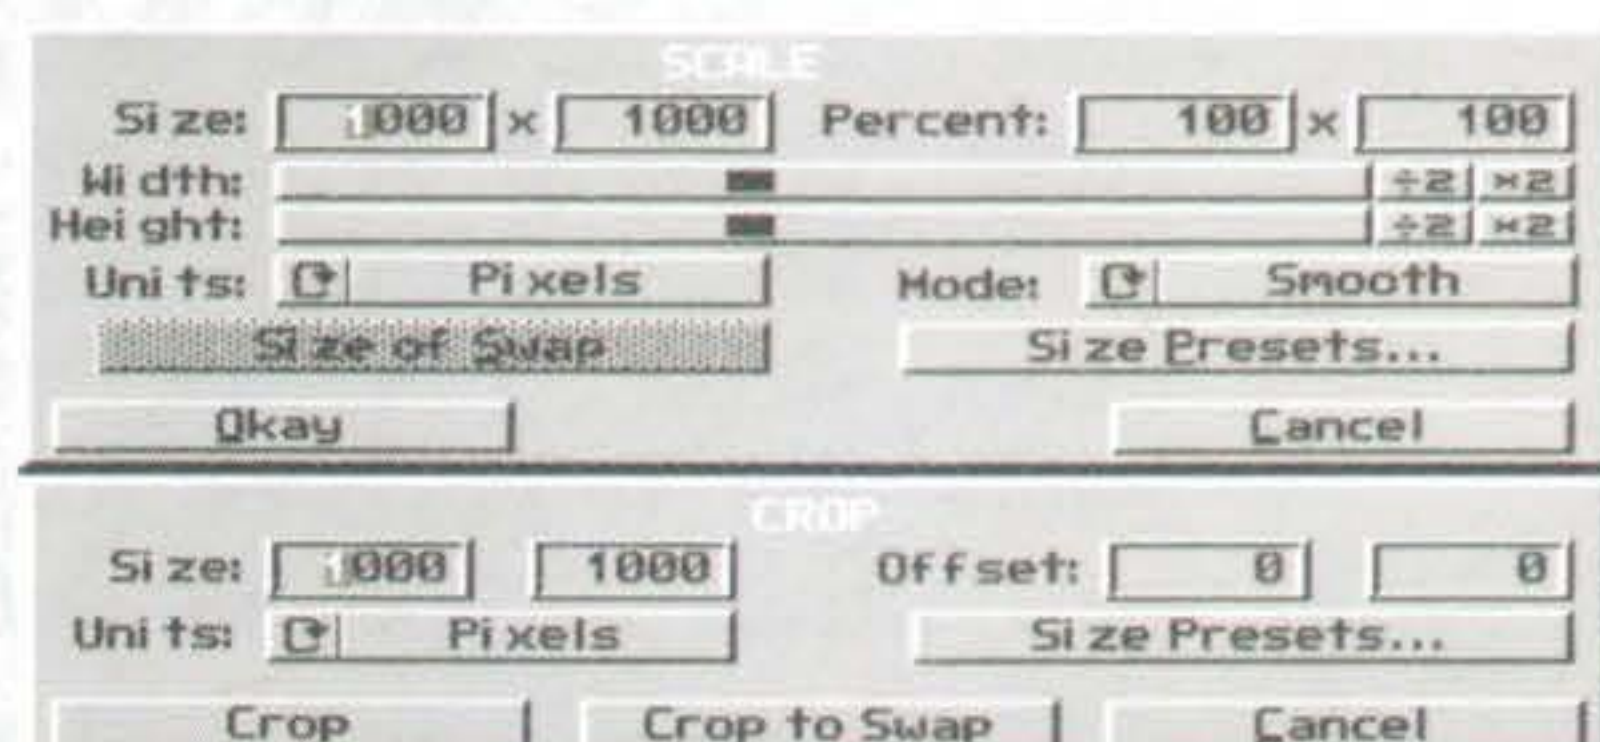 SCALE
Size: 1000 x 1000 Percent: 100 x 100
Width: ÷2 ×2
Height: ÷2 ×2
Units: Pixels Mode: Smooth
Size of Swap Size Presets...
Okay Cancel
CROP
Size: 1000 1000 Offset: 0 0
Units: Pixels Size Presets...
Crop Crop to Swap Cancel